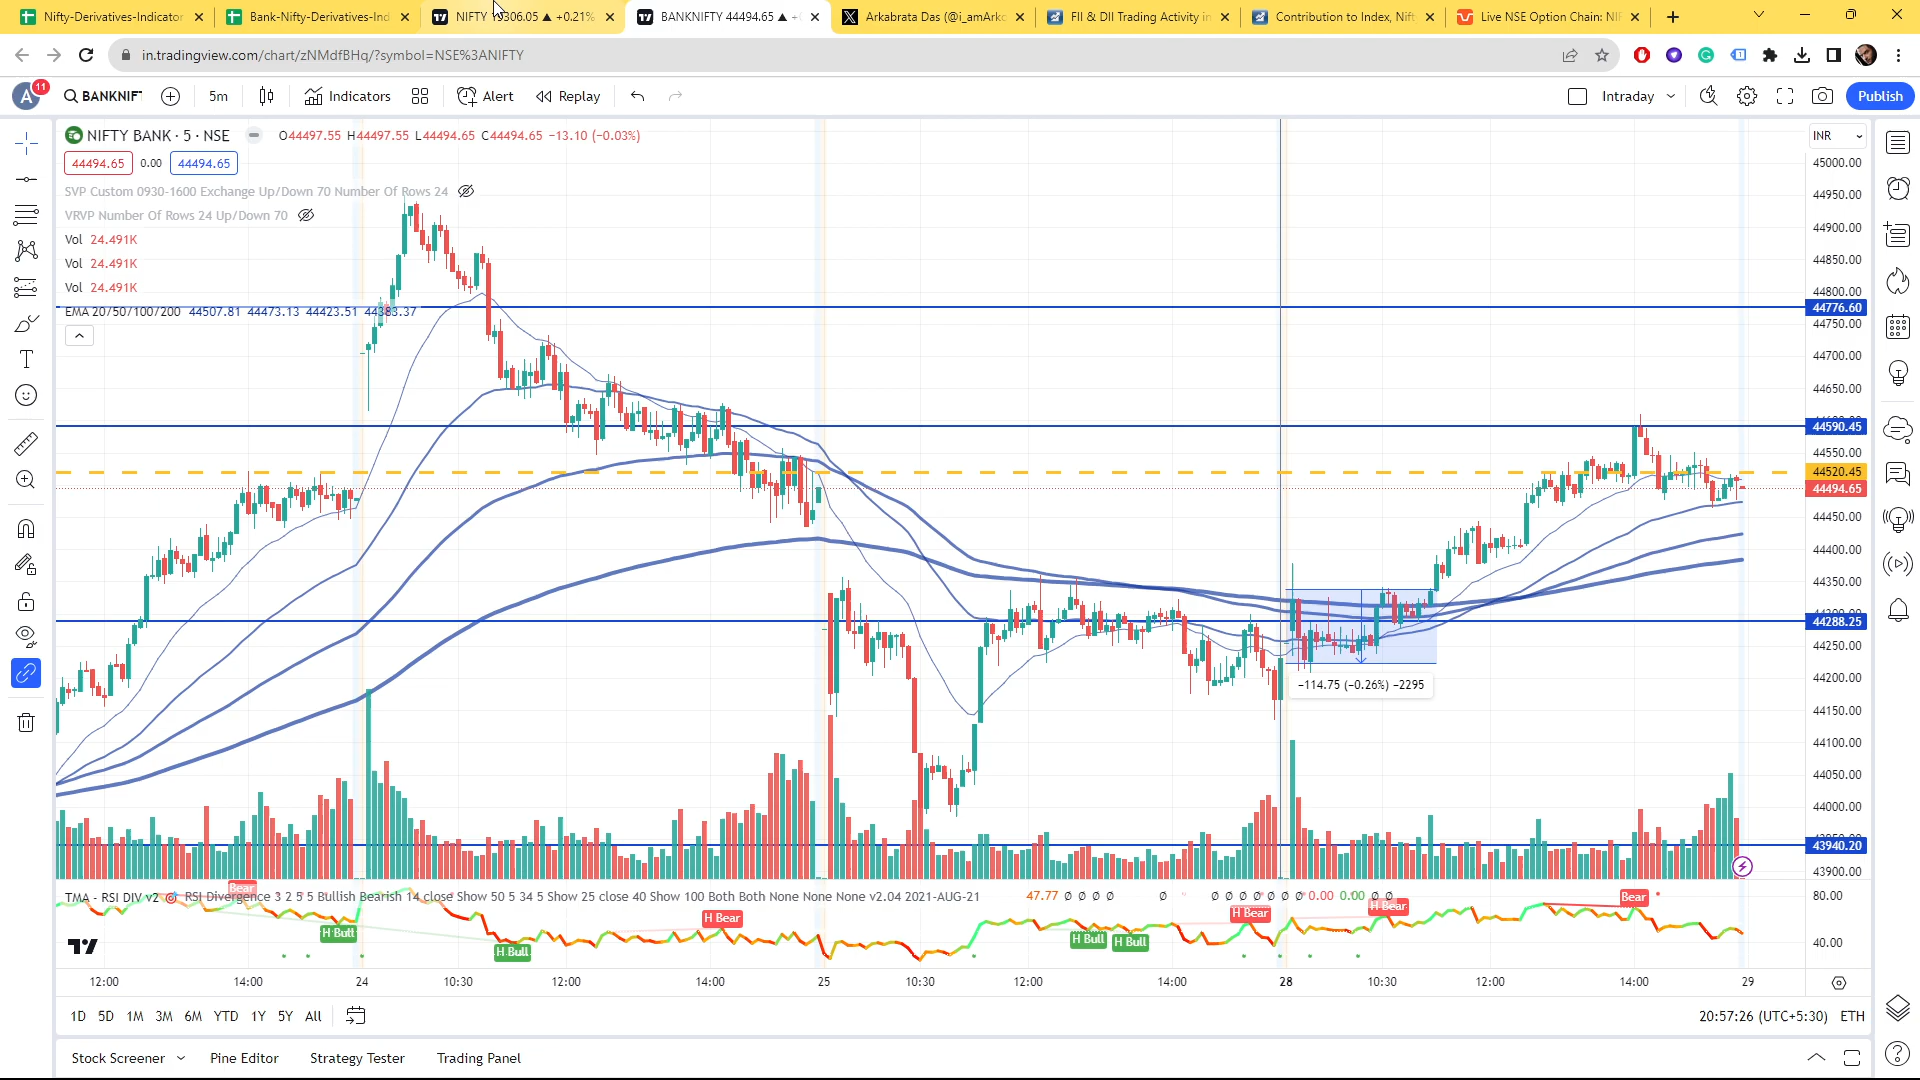 Nifty-Derivatives-Indicator
Bank-Nifty-Derivatives-Ind
NIFTY 19306.05 ▲ +0.21%
BANKNIFTY 44494.65 ▲ +
Arkabrata Das (@i_amArk
FII & DII Trading Activity in
Contribution to Index, Nift
Live NSE Option Chain: NIF
in.tradingview.com/chart/zNMdfBHq/?symbol=NSE%3ANIFTY
A 11
BANKNIF
5m
Indicators
Alert
Replay
Intraday
Publish
NIFTY BANK · 5 · NSE
O44497.55 H44497.55 L44494.65 C44494.65 −13.10 (−0.03%)
INR
44494.65 0.00 44494.65
SVP Custom 0930-1600 Exchange Up/Down 70 Number Of Rows 24
VRVP Number Of Rows 24 Up/Down 70
Vol 24.491K
Vol 24.491K
Vol 24.491K
EMA 20/50/100/200 44507.81 44473.13 44423.51 44383.37
45000.00
44950.00
44900.00
44850.00
44800.00
44776.60
44750.00
44700.00
44650.00
44590.45
44550.00
44520.45
44494.65
44450.00
44400.00
44350.00
44288.25
44250.00
44200.00
44150.00
44100.00
44050.00
44000.00
43940.20
43900.00
−114.75 (−0.26%) −2295
TMA - RSI DIV v2
RSI Divergence 3 2 5 5 Bullish Bearish 14 close Show 50 5 34 5 Show 25 close 40 Show 100 Both Both None None None v2.04 2021-AUG-21
47.77 Ø Ø Ø Ø Ø Ø Ø Ø Ø Ø Ø Ø 0.00 0.00 Ø Ø
80.00
40.00
Bear
H Bull
H Bull
H Bear
H Bull
H Bull
H Bear
H Bear
Bear
12:00 14:00 24 10:30 12:00 14:00 25 10:30 12:00 14:00 28 10:30 12:00 14:00 29
1D 5D 1M 3M 6M YTD 1Y 5Y All
20:57:26 (UTC+5:30) ETH
Stock Screener Pine Editor Strategy Tester Trading Panel